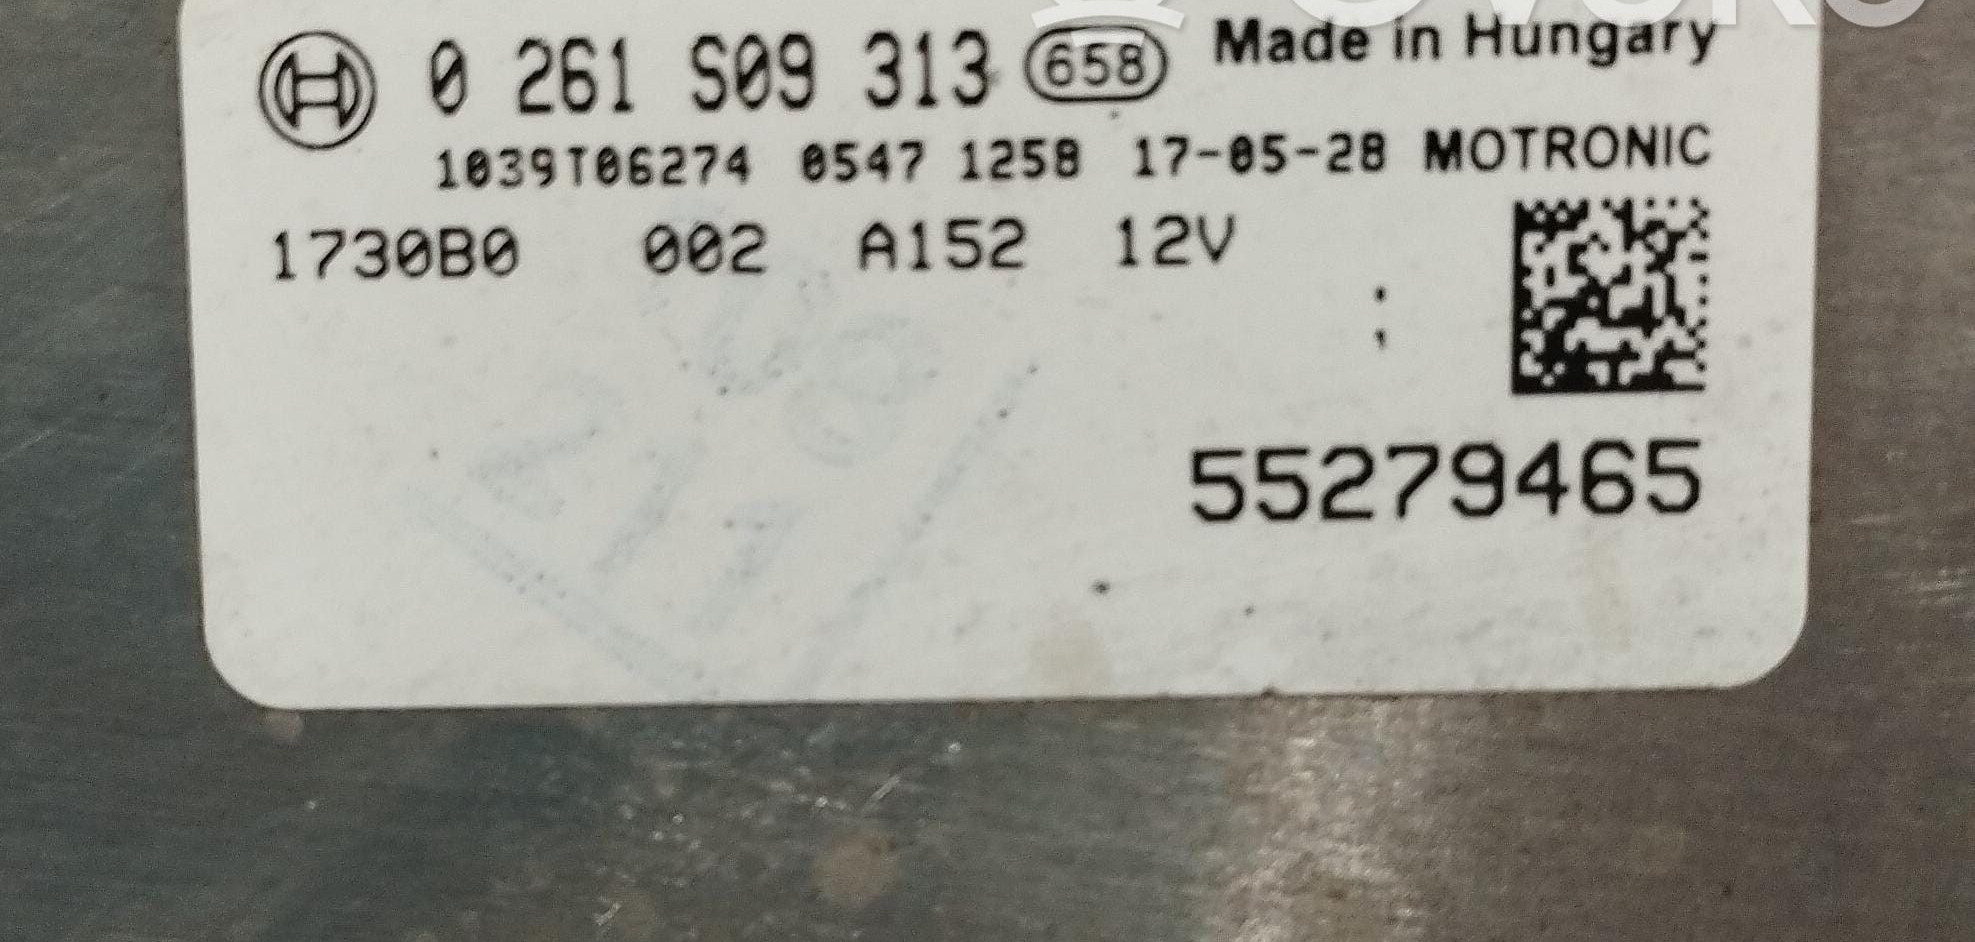 0 261 S09 313 658 Made in Hungary
1039T06274 0547 1258 17-05-28 MOTRONIC
1730B0 002 A152 12V
55279465